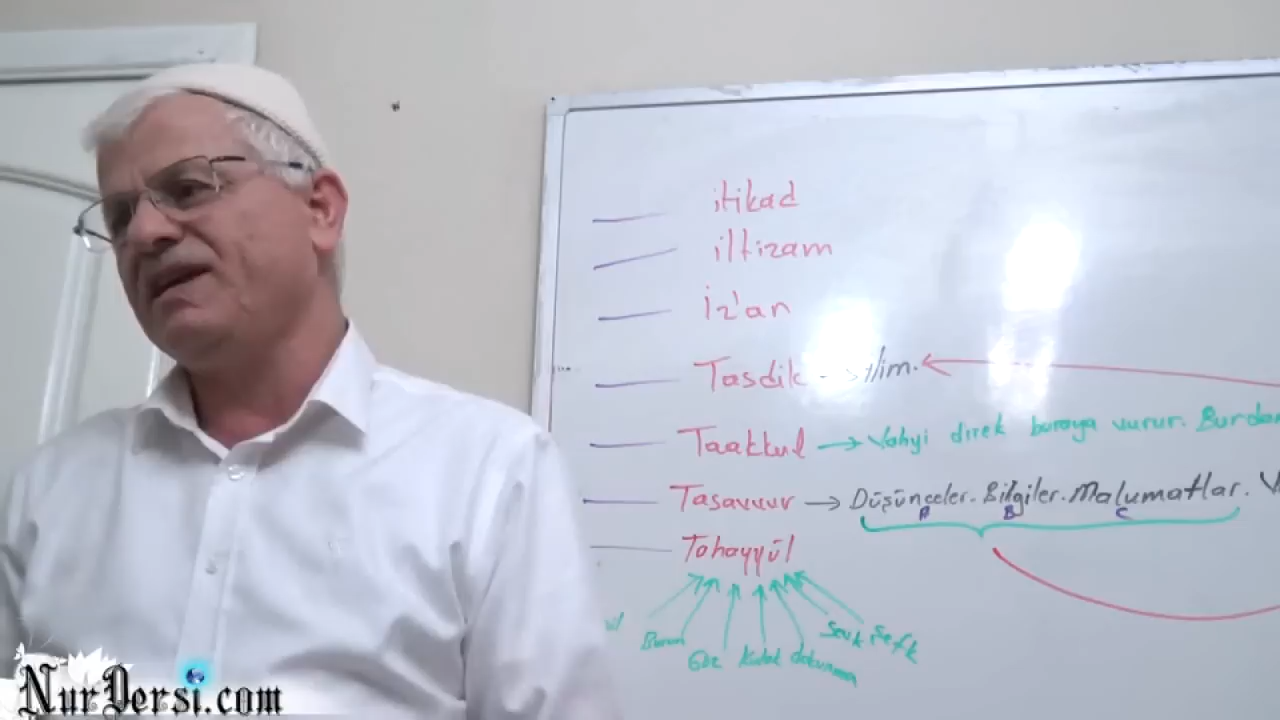 itikad
iltizam
İz'an
Tasdik -> ilim.
Taakkul -> Vahyi direk buraya vurur. Burdan
Tasavvur -> Düşünceler. Bilgiler. Malumatlar. V
A B C
Tahayyül
Burun Göz Kulak dokunma Sevk Şefk
NurDersi.com